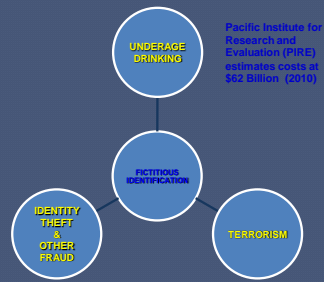 UNDERAGE
DRINKING
Pacific Institute for
Research and
Evaluation (PIRE)
estimates costs at
$62 Billion (2010)
FICTITIOUS
IDENTIFICATION
IDENTITY
THEFT
&
OTHER
FRAUD
TERRORISM